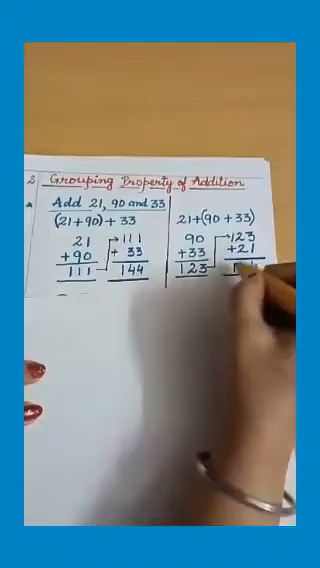 2 Grouping Property of Addition
Add 21, 90 and 33
(21+90) + 33
21
+90
111
111
+ 33
144
21+(90 + 33)
90
+33
123
123
+21